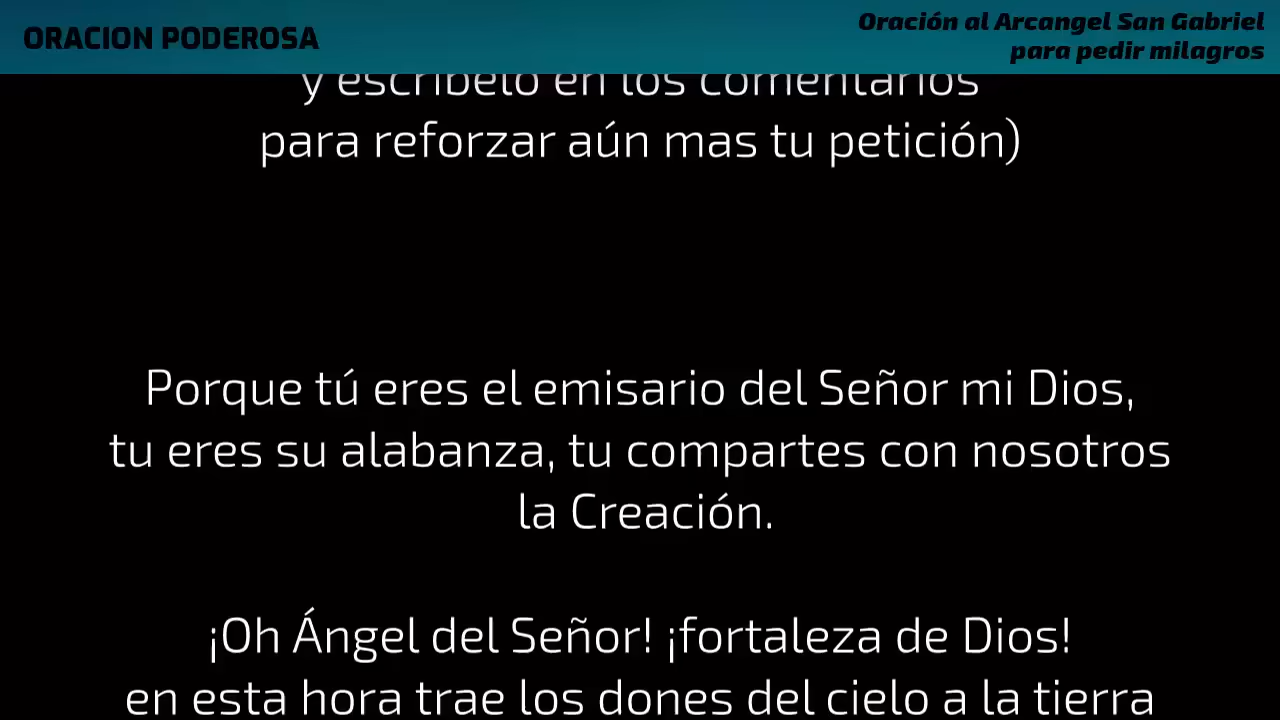 ORACION PODEROSA
Oración al Arcangel San Gabriel
para pedir milagros
y escríbelo en los comentarios
para reforzar aún mas tu petición)
Porque tú eres el emisario del Señor mi Dios,
tu eres su alabanza, tu compartes con nosotros
la Creación.
¡Oh Ángel del Señor! ¡fortaleza de Dios!
en esta hora trae los dones del cielo a la tierra